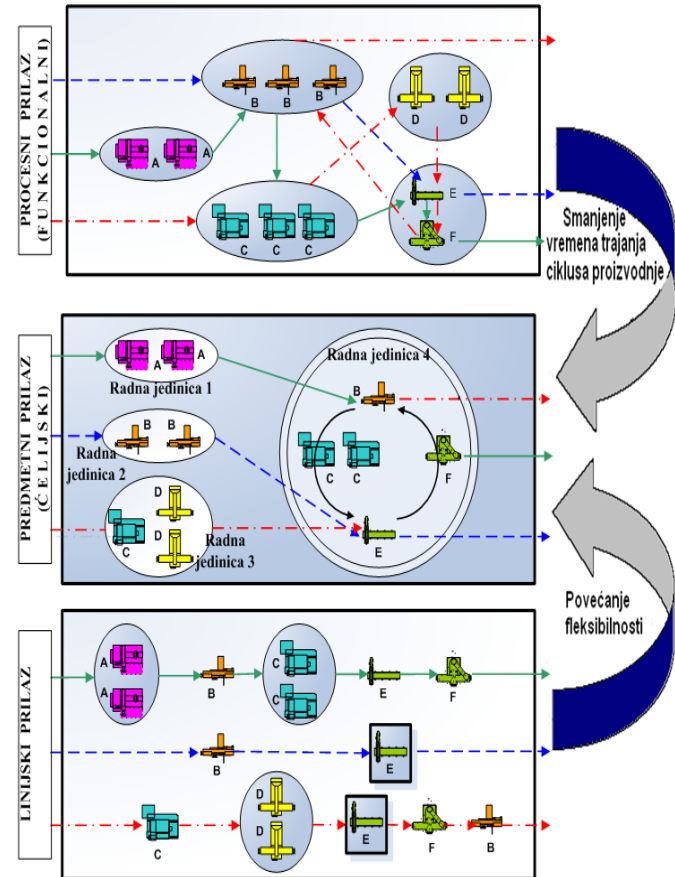 PROCESNI PRILAZ
(FUNKCIONALNI)
B
B
B
D
D
A
A
E
F
C
C
C
Smanjenje
vremena trajanja
ciklusa proizvodnje
PREDMETNI PRILAZ
(ĆELIJSKI)
A
A
Radna jedinica 1
Radna jedinica 4
B
B
B
Radna
jedinica 2
C
C
F
D
D
C
Radna
jedinica 3
E
Povećanje
fleksibilnosti
LINIJSKI PRILAZ
A
A
B
C
C
E
F
B
E
C
D
D
E
F
B